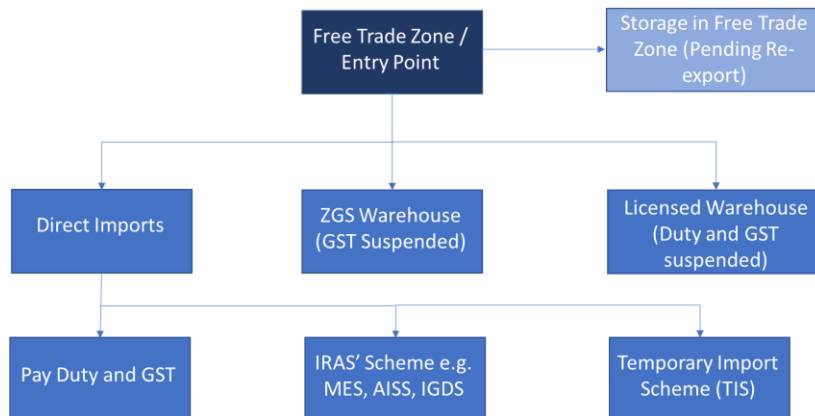 Free Trade Zone /
Entry Point
Storage in Free Trade
Zone (Pending Re-
export)
Direct Imports
ZGS Warehouse
(GST Suspended)
Licensed Warehouse
(Duty and GST
suspended)
Pay Duty and GST
IRAS’ Scheme e.g.
MES, AISS, IGDS
Temporary Import
Scheme (TIS)